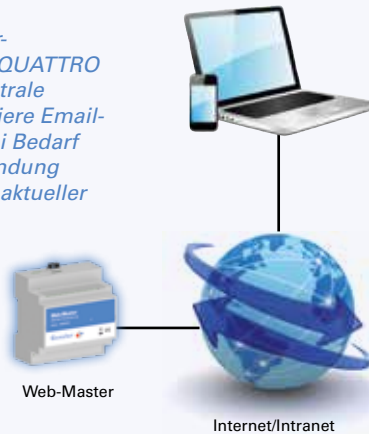 QUATTRO
trale
iere Email-
i Bedarf
ndung
aktueller
Web-Master
Internet/Intranet